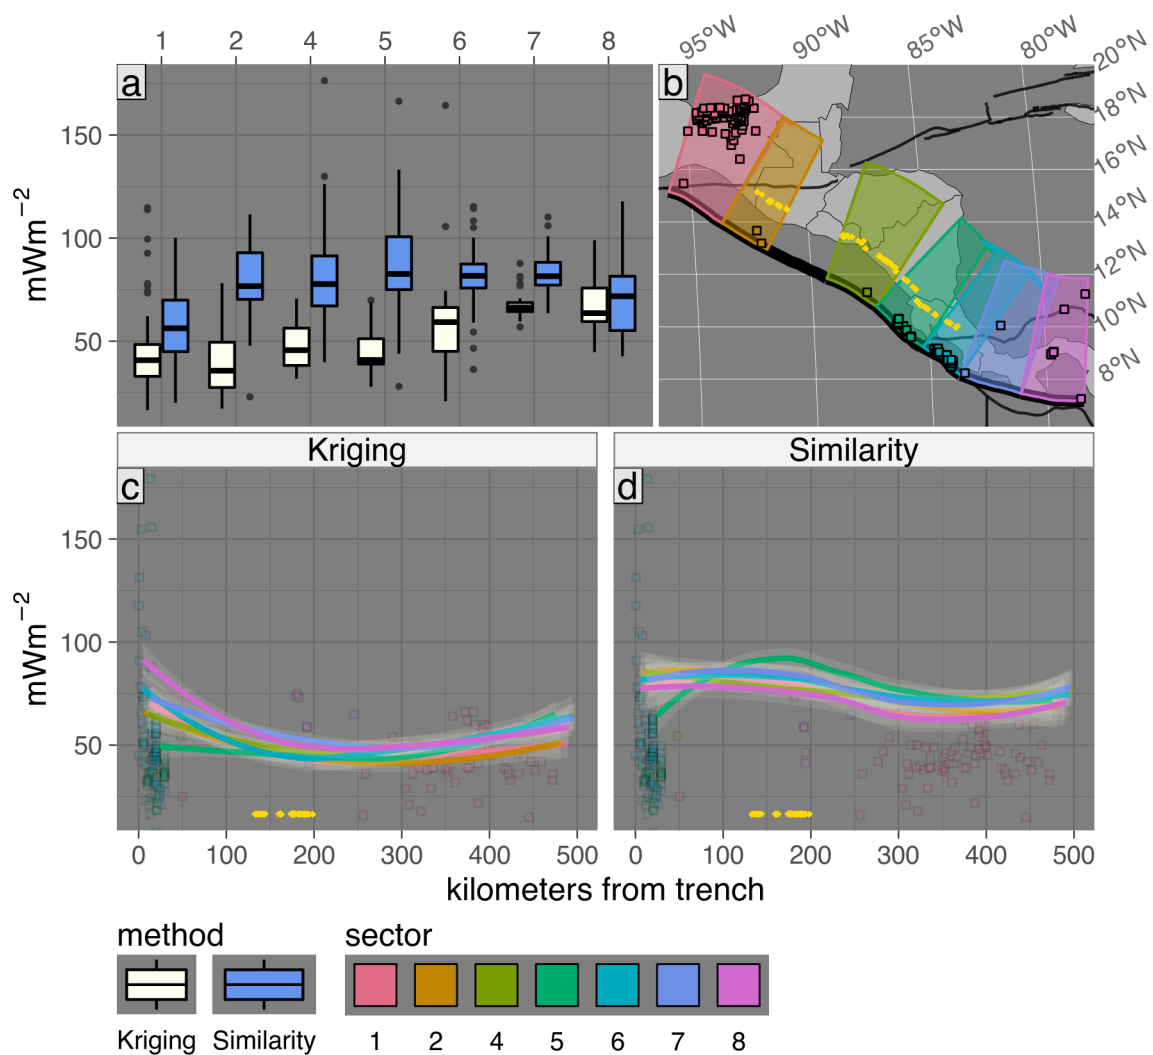 1 2 4 5 6 7 8
95°W 90°W 85°W 80°W
a
b
150
100
50
mWm⁻²
20°N
18°N
16°N
14°N
12°N
10°N
8°N
Kriging Similarity
c
d
150
100
50
mWm⁻²
0 100 200 300 400 500 0 100 200 300 400 500
kilometers from trench
method
Kriging Similarity
sector
1 2 4 5 6 7 8